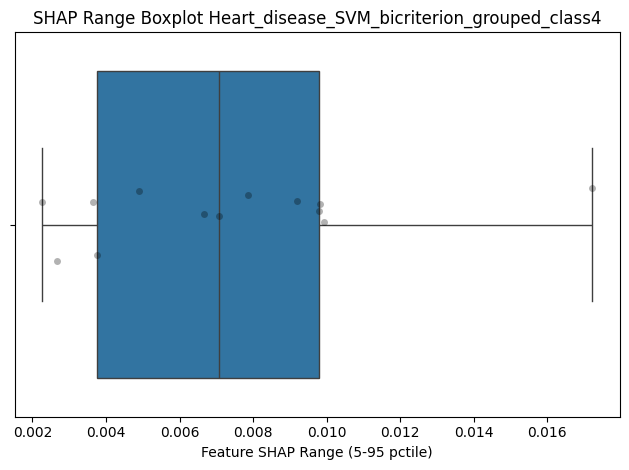 SHAP Range Boxplot Heart_disease_SVM_bicriterion_grouped_class4
0.002 0.004 0.006 0.008 0.010 0.012 0.014 0.016
Feature SHAP Range (5-95 pctile)